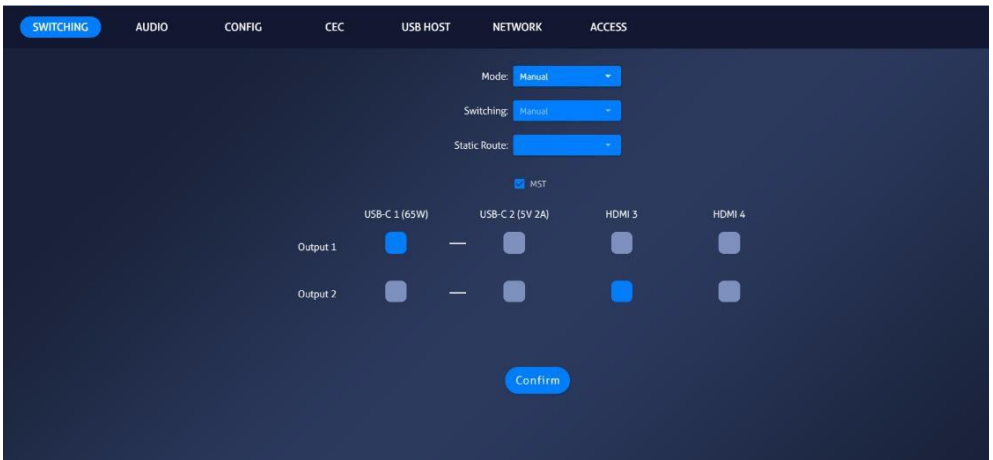 SWITCHING AUDIO CONFIG CEC USB HOST NETWORK ACCESS
Mode: Manual
Switching: Manual
Static Route:
MST
USB-C 1 (65W) USB-C 2 (5V 2A) HDMI 3 HDMI 4
Output 1
Output 2
Confirm